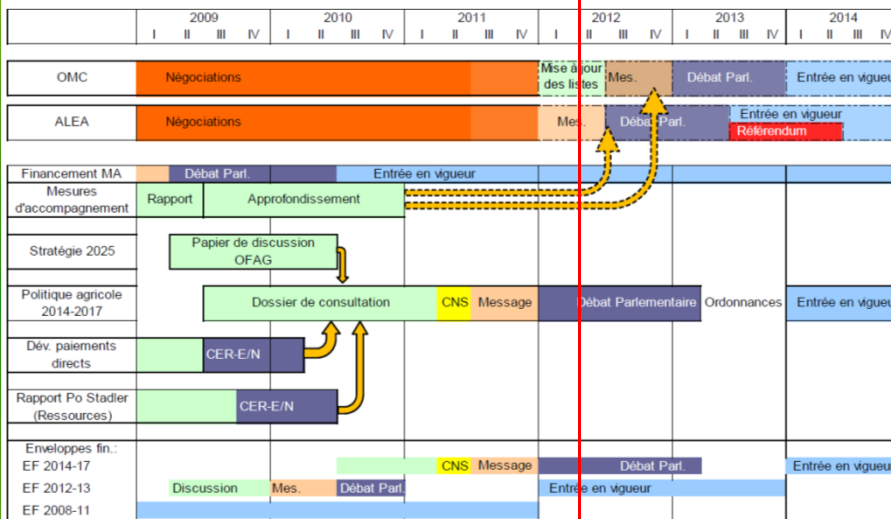 2009 2010 2011 2012 2013 2014
I II III IV I II III IV I II III IV I II III IV I II III IV I II III IV
OMC Négociations Mise à jour des listes Mes. Débat Parl. Entrée en vigueu
ALEA Négociations Mes. Débat Parl. Entrée en vigueur
Référendum
Financement MA Débat Parl. Entrée en vigueur
Mesures
d'accompagnement Rapport Approfondissement
Stratégie 2025 Papier de discussion
OFAG
Politique agricole
2014-2017 Dossier de consultation CNS Message Débat Parlementaire Ordonnances Entrée en vigueu
Dév. paiements
directs CER-E/N
Rapport Po Stadler
(Ressources) CER-E/N
Enveloppes fin.:
EF 2014-17 CNS Message Débat Parl. Entrée en vigueu
EF 2012-13 Discussion Mes. Débat Parl. Entrée en vigueur
EF 2008-11